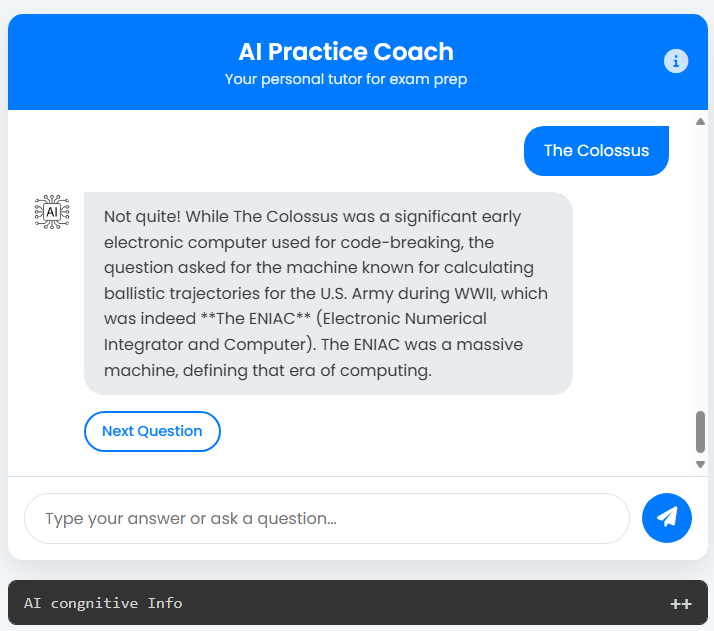 AI Practice Coach
Your personal tutor for exam prep
i
The Colossus
AI
Not quite! While The Colossus was a significant early
electronic computer used for code-breaking, the
question asked for the machine known for calculating
ballistic trajectories for the U.S. Army during WWII, which
was indeed **The ENIAC** (Electronic Numerical
Integrator and Computer). The ENIAC was a massive
machine, defining that era of computing.
Next Question
Type your answer or ask a question...
AI congnitive Info ++